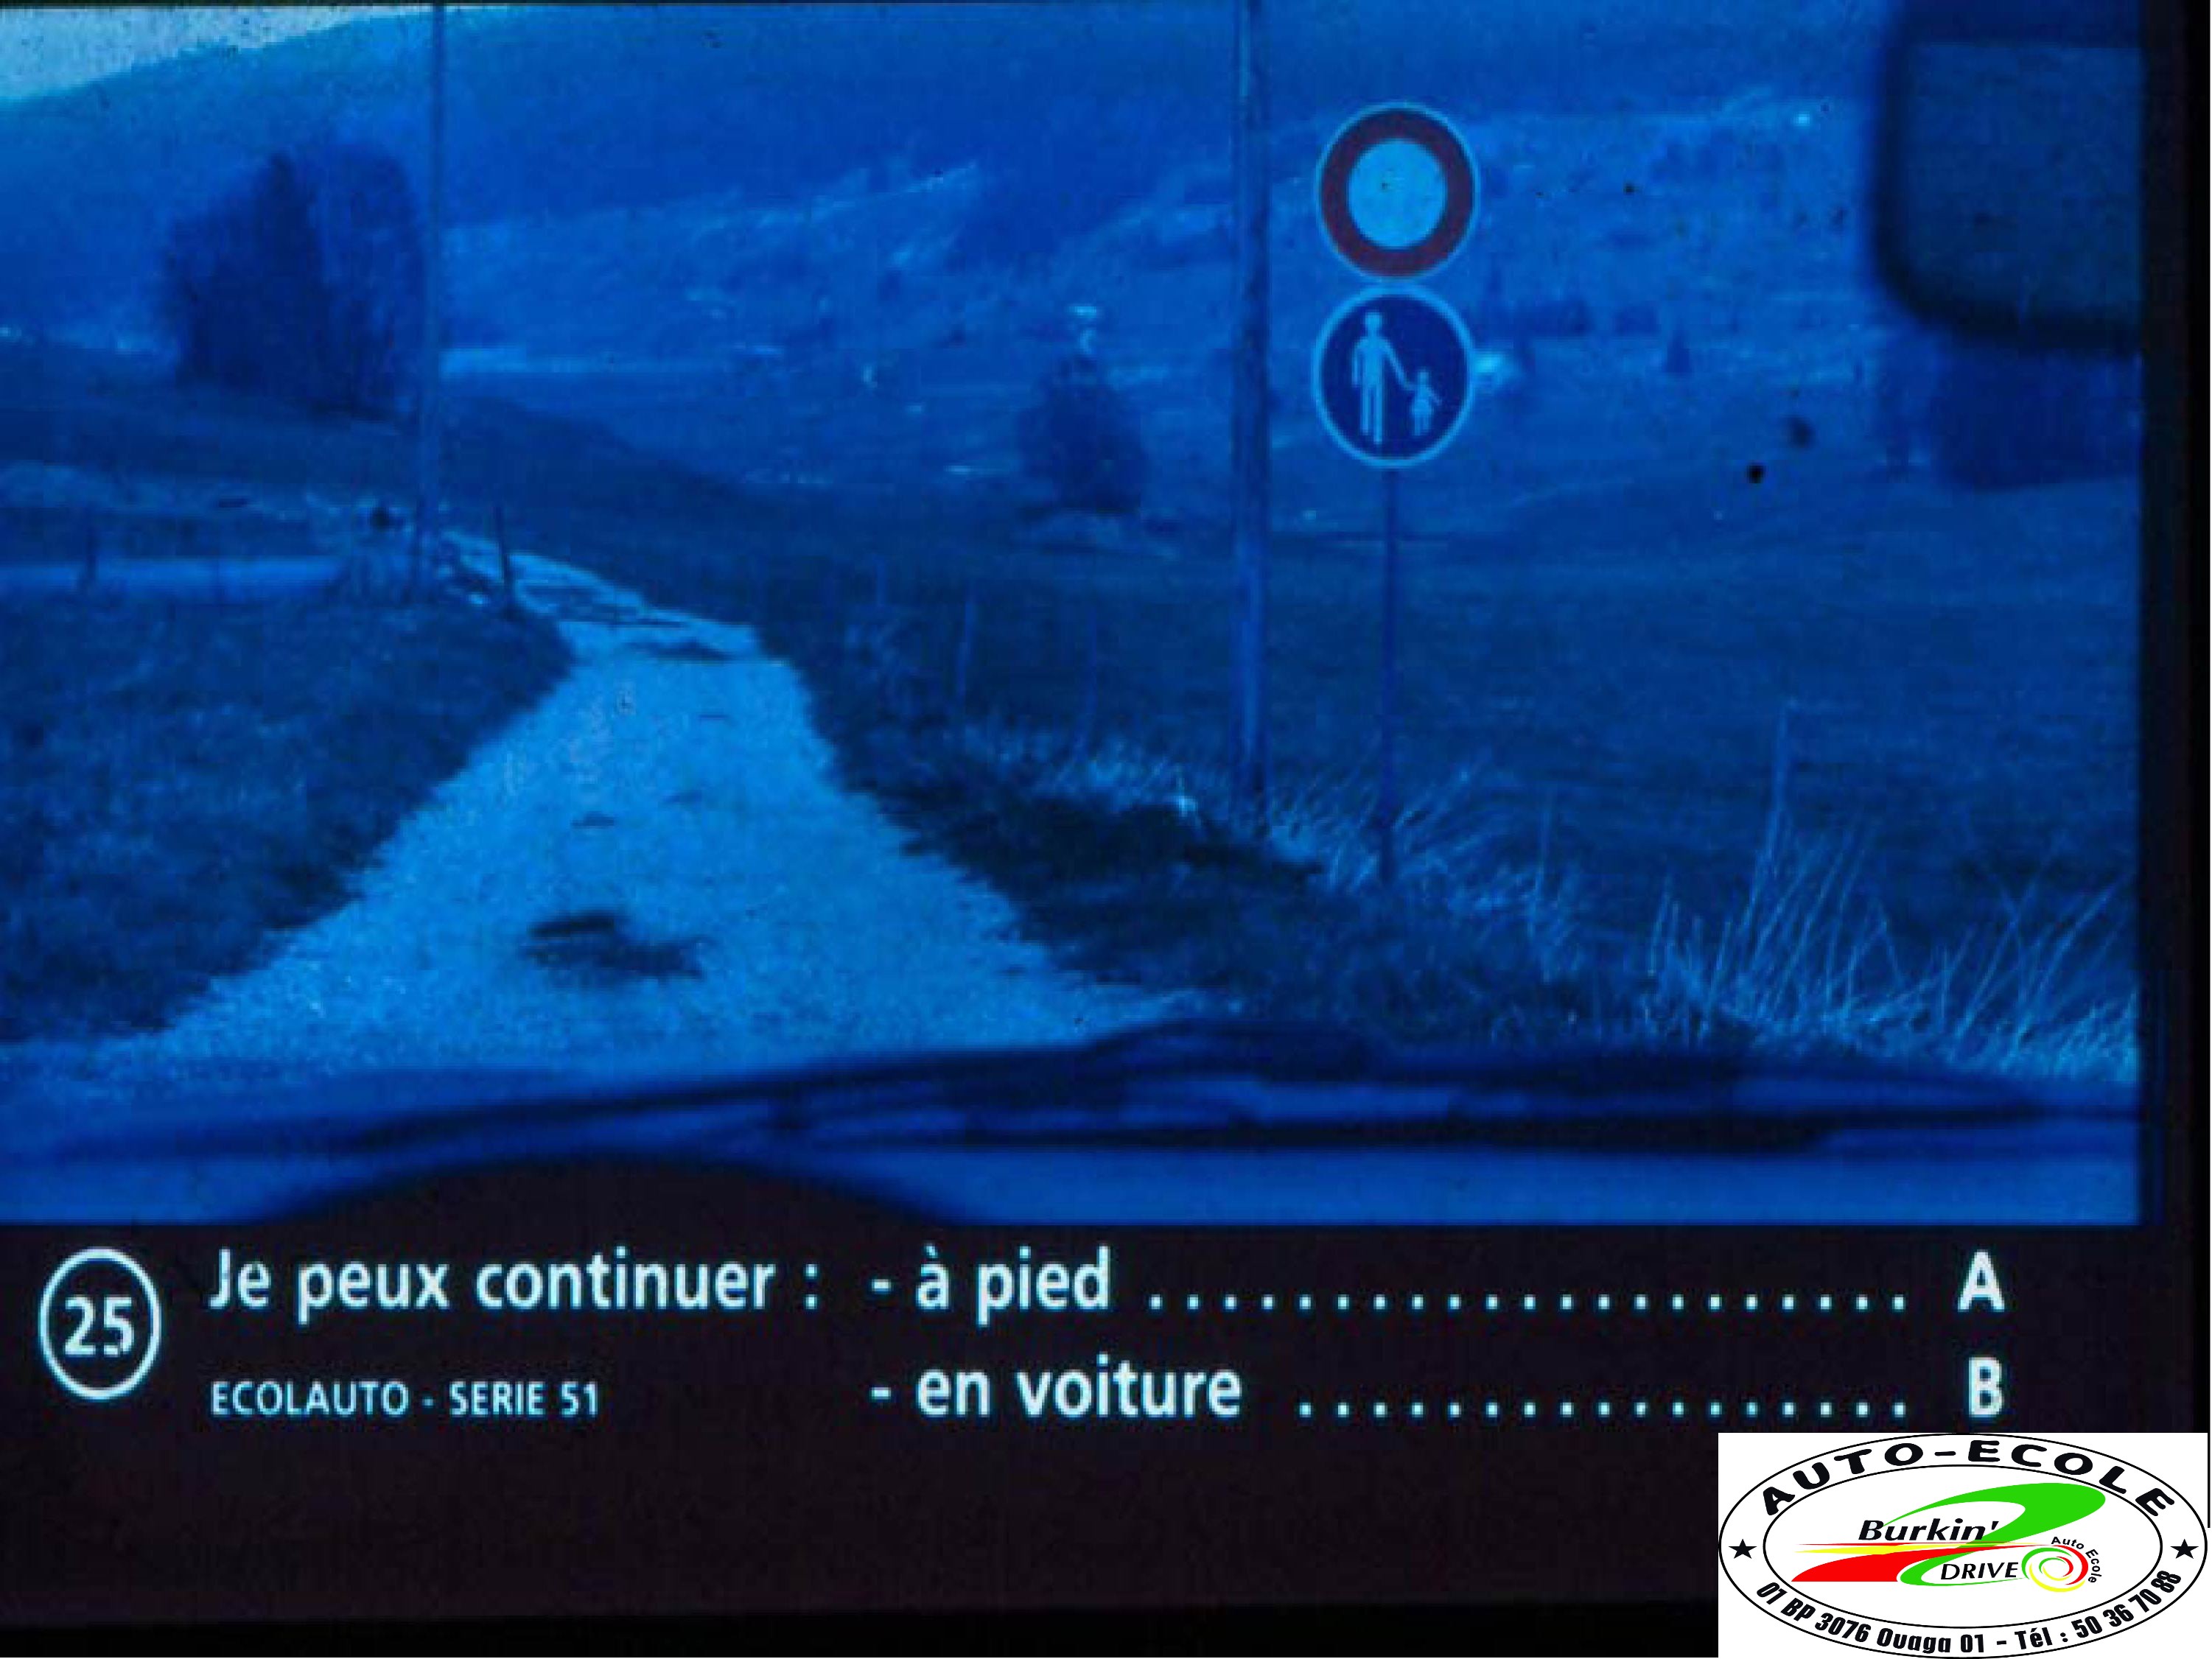 25
Je peux continuer : - à pied ..................... A
ECOLAUTO - SERIE 51
- en voiture ................. B
AUTO-ECOLE
Burkin'
DRIVE
Auto Ecole
01 BP 3076 Ouaga 01 - Tél : 50 36 70 88